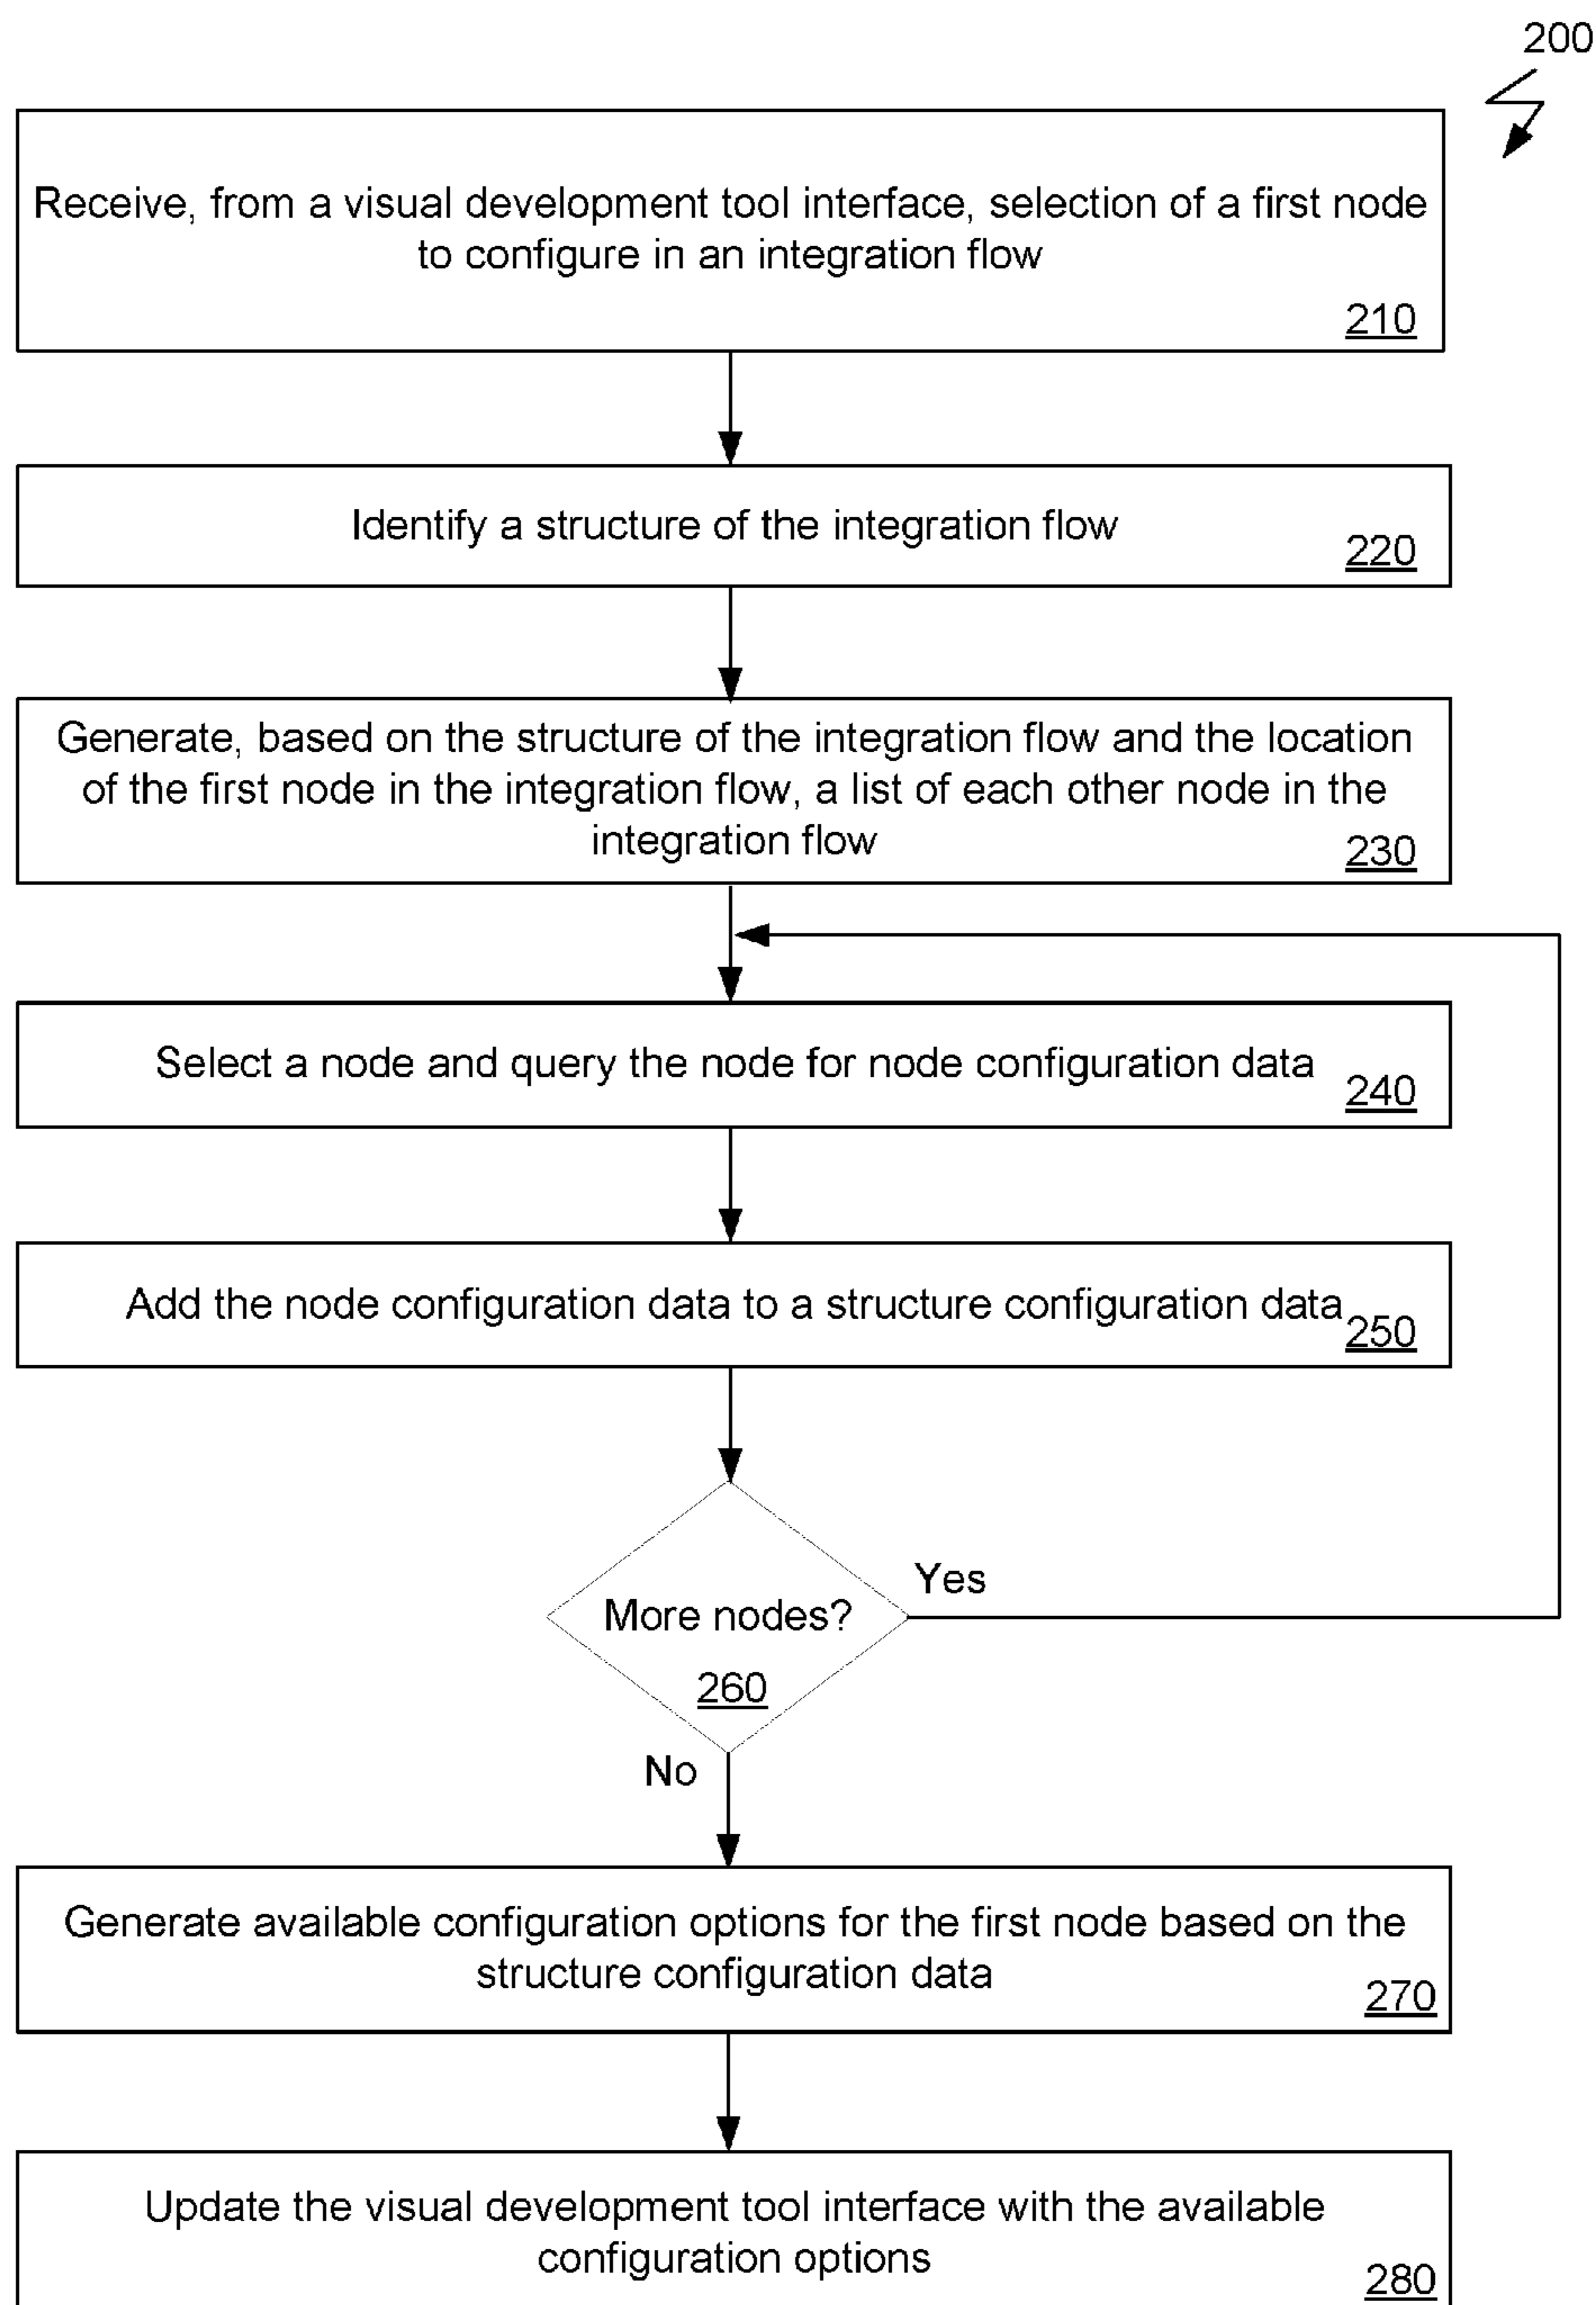 200
Receive, from a visual development tool interface, selection of a first node
to configure in an integration flow
210
Identify a structure of the integration flow
220
Generate, based on the structure of the integration flow and the location
of the first node in the integration flow, a list of each other node in the
integration flow
230
Select a node and query the node for node configuration data
240
Add the node configuration data to a structure configuration data
250
Yes
More nodes?
260
No
Generate available configuration options for the first node based on the
structure configuration data
270
Update the visual development tool interface with the available
configuration options
280